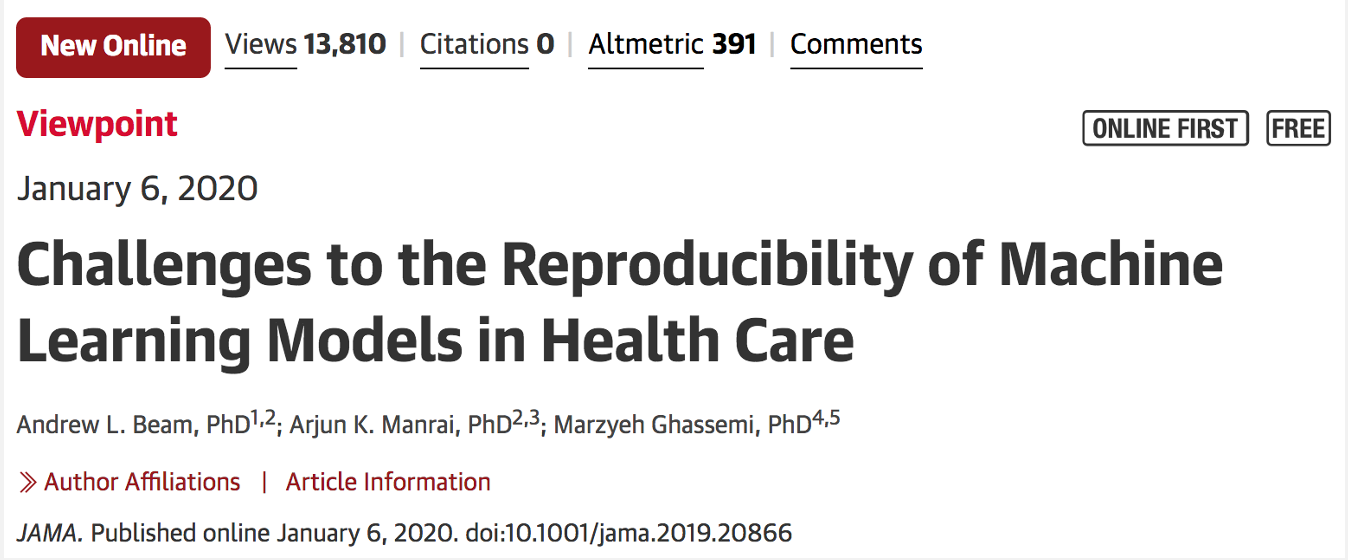 New Online Views 13,810 | Citations 0 | Altmetric 391 | Comments
Viewpoint ONLINE FIRST FREE
January 6, 2020
Challenges to the Reproducibility of Machine
Learning Models in Health Care
Andrew L. Beam, PhD1,2; Arjun K. Manrai, PhD2,3; Marzyeh Ghassemi, PhD4,5
» Author Affiliations | Article Information
JAMA. Published online January 6, 2020. doi:10.1001/jama.2019.20866